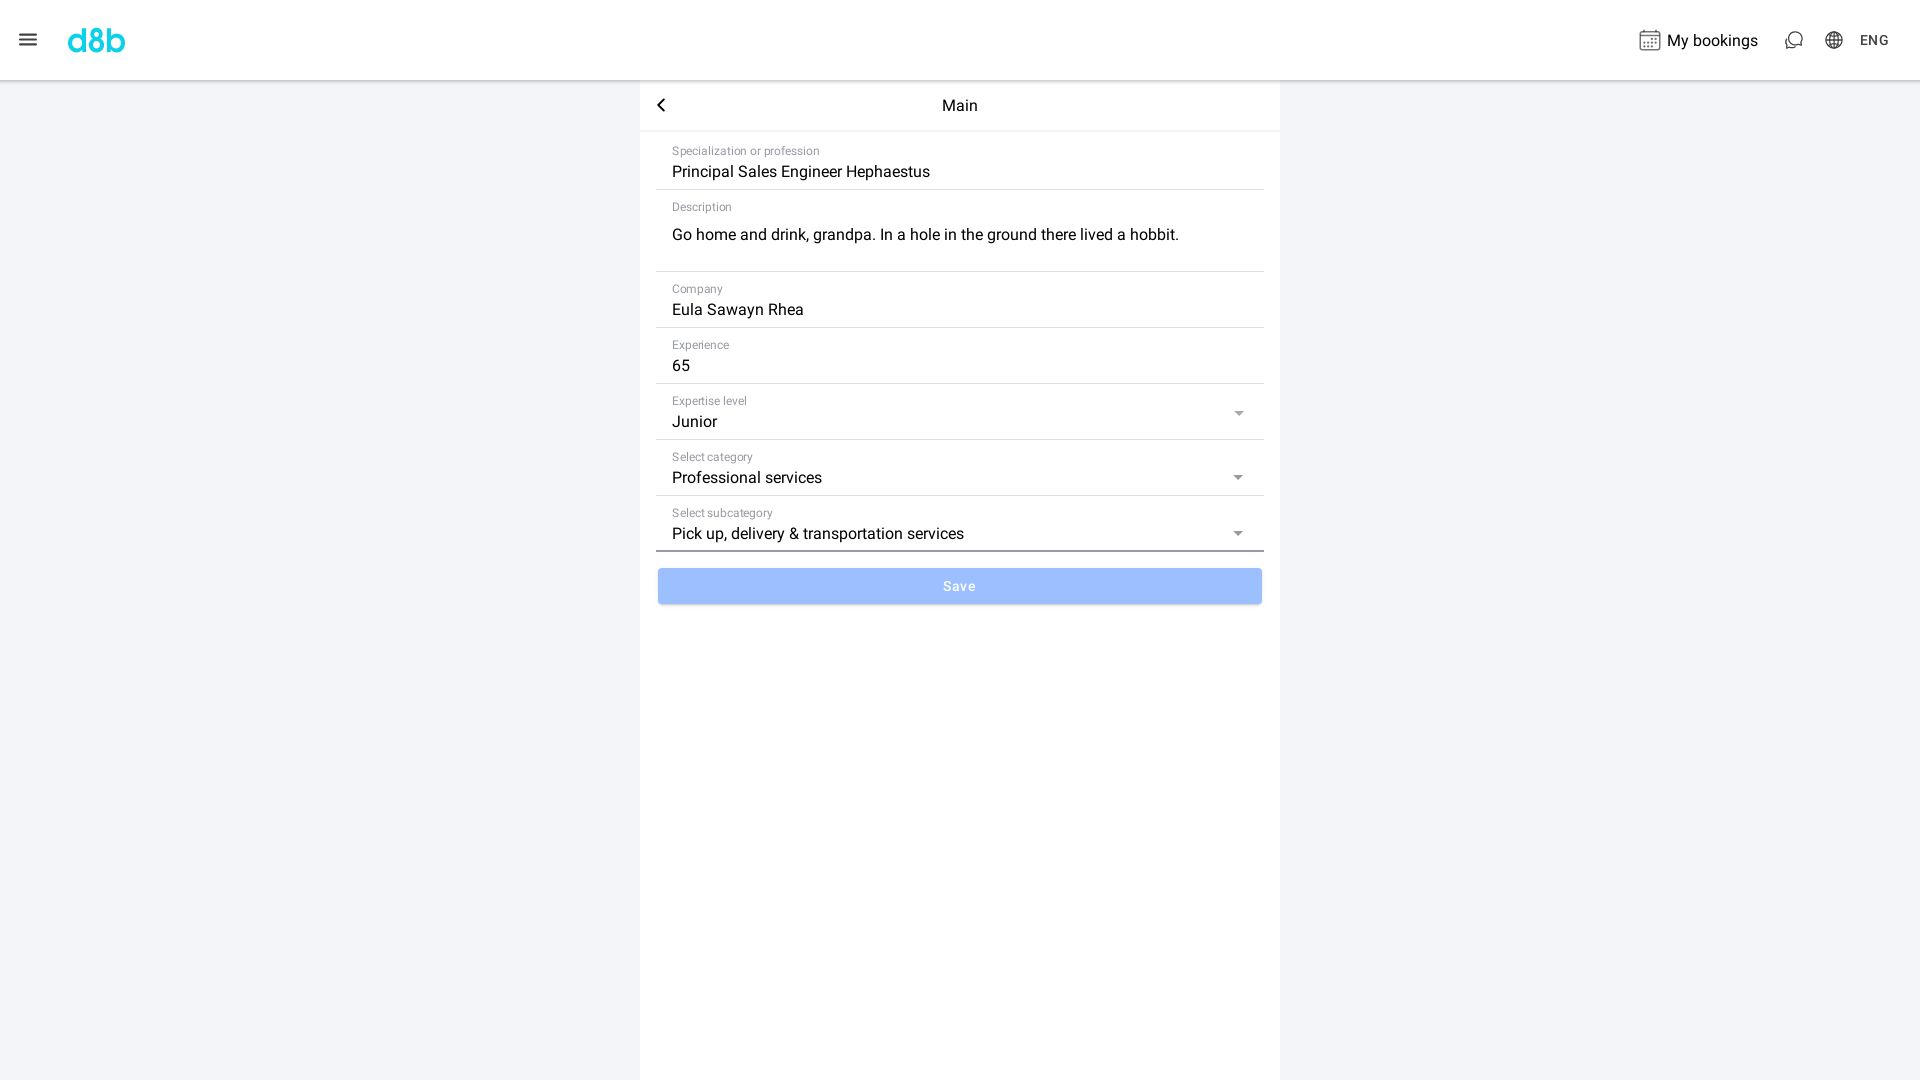 d8b
My bookings
ENG
Main
Specialization or profession
Principal Sales Engineer Hephaestus
Description
Go home and drink, grandpa. In a hole in the ground there lived a hobbit.
Company
Eula Sawayn Rhea
Experience
65
Expertise level
Junior
Select category
Professional services
Select subcategory
Pick up, delivery & transportation services
Save